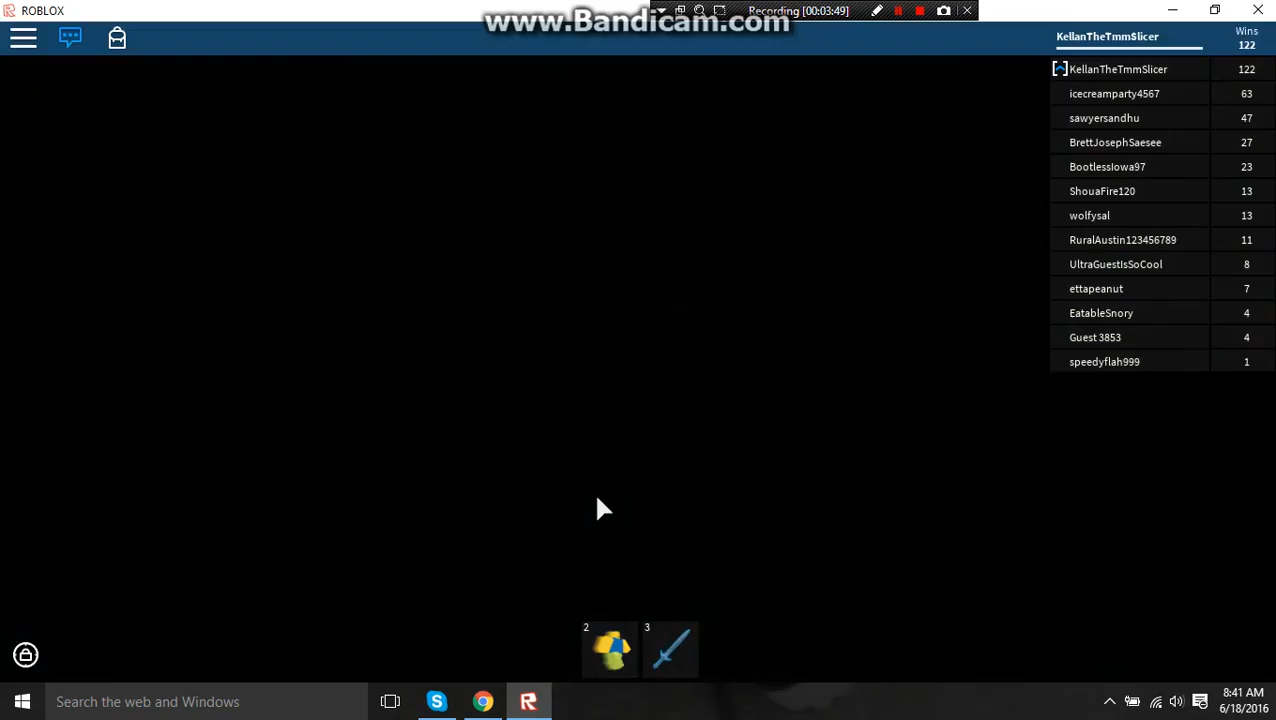 ROBLOX
www.Bandicam.com
Recording [00:03:49]
KellanTheTmmSlicer
Wins
122
KellanTheTmmSlicer 122
icecreamparty4567 63
sawyersandhu 47
BrettJosephSaesee 27
BootlessIowa97 23
ShouaFire120 13
wolfysal 13
RuralAustin123456789 11
UltraGuestIsSoCool 8
ettapeanut 7
EatableSnory 4
Guest 3853 4
speedyflah999 1
2 3
Search the web and Windows
8:41 AM
6/18/2016